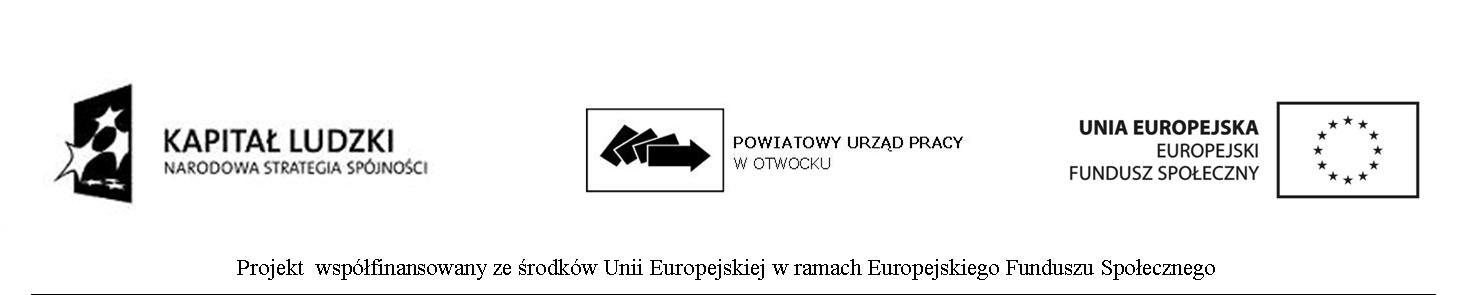 KAPITAŁ LUDZKI
NARODOWA STRATEGIA SPÓJNOŚCI
POWIATOWY URZĄD PRACY
W OTWOCKU
UNIA EUROPEJSKA
EUROPEJSKI
FUNDUSZ SPOŁECZNY
Projekt współfinansowany ze środków Unii Europejskiej w ramach Europejskiego Funduszu Społecznego